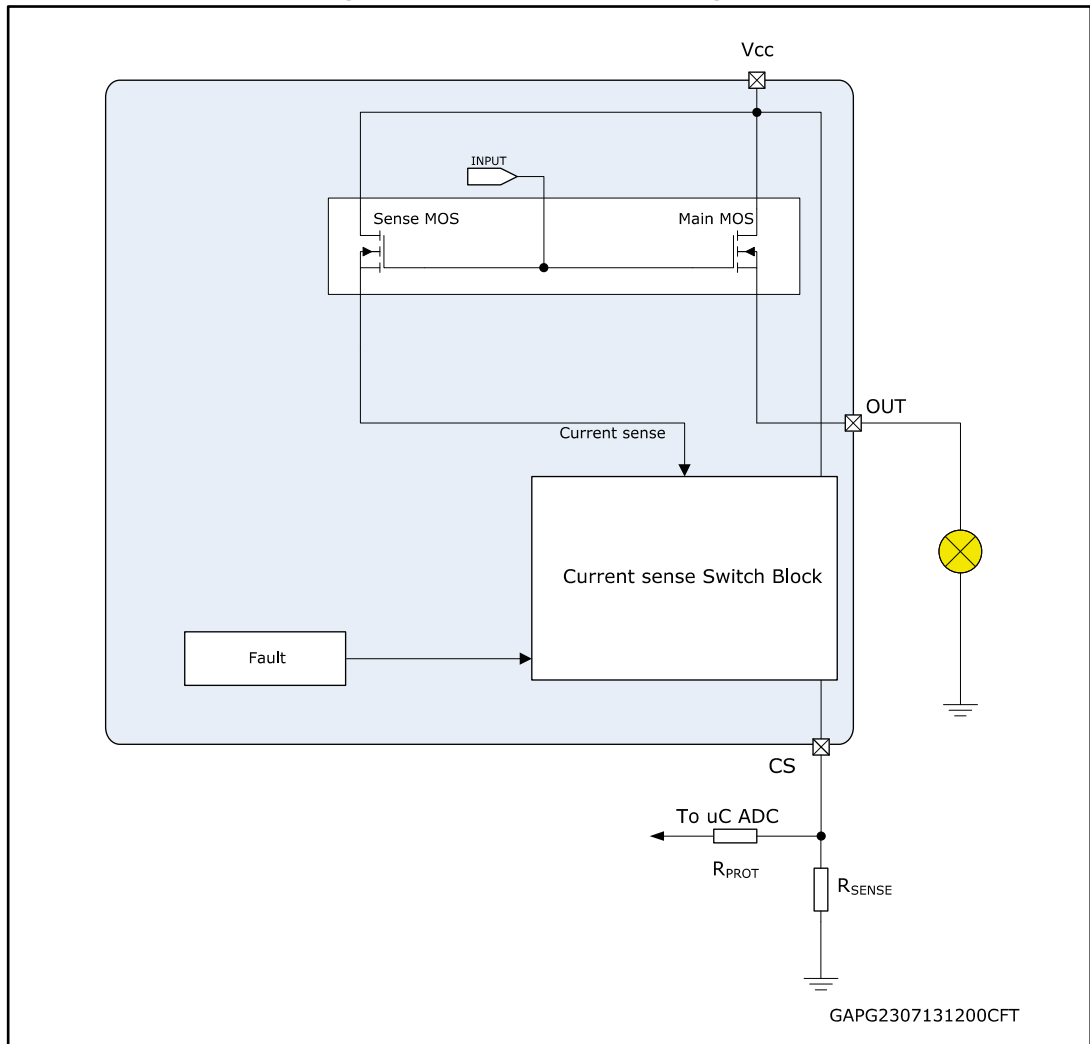 Vcc
INPUT
Sense MOS
Main MOS
OUT
Current sense
Current sense Switch Block
Fault
CS
To uC ADC
RPROT
RSENSE
GAPG2307131200CFT